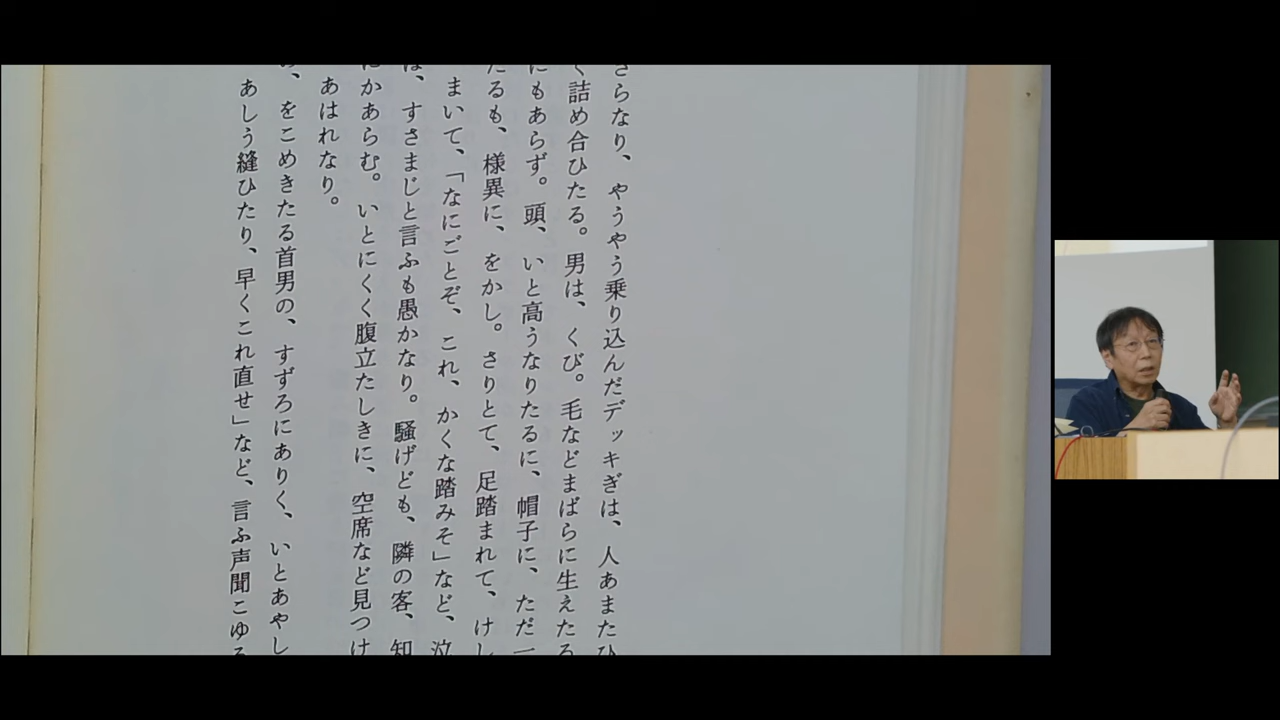 さらなり、やうやう乗り込んだデッキぎは、人あまたひ
く詰め合ひたる。男は、くび。毛などまばらに生えたる
にもあらず。頭、いと高うなりたるに、帽子に、ただ一
たるも、様異に、をかし。さりとて、足踏まれて、けし
まいて、「なにごとぞ、これ、かくな踏みそ」など、泣
は、すさまじと言ふも愚かなり。騒げども、隣の客、知
にかあらむ。いとにくく腹立たしきに、空席など見つけ
あはれなり。
、をこめきたる首男の、すずろにありく、いとあやし
あしう縫ひたり、早くこれ直せ」など、言ふ声聞こゆる